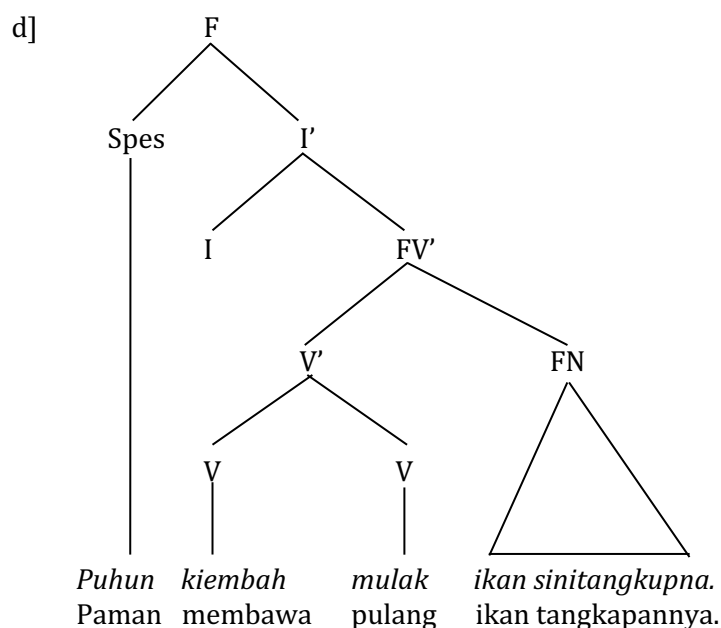 d] F
Spes I’
I FV’
V’ FN
V V
Puhun kiembah mulak ikan sinitangkupna.
Paman membawa pulang ikan tangkapannya.